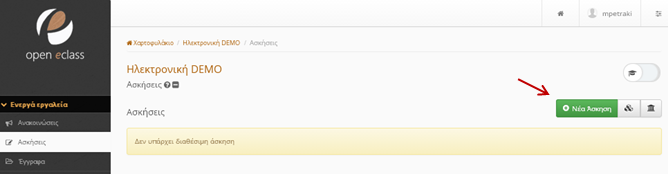 mpetraki
open eclass
Χαρτοφυλάκιο / Ηλεκτρονική DEMO / Ασκήσεις
Ηλεκτρονική DEMO
Ασκήσεις
Ενεργά εργαλεία
Ανακοινώσεις
Ασκήσεις
Έγγραφα
Ασκήσεις
Νέα Άσκηση
Δεν υπάρχει διαθέσιμη άσκηση